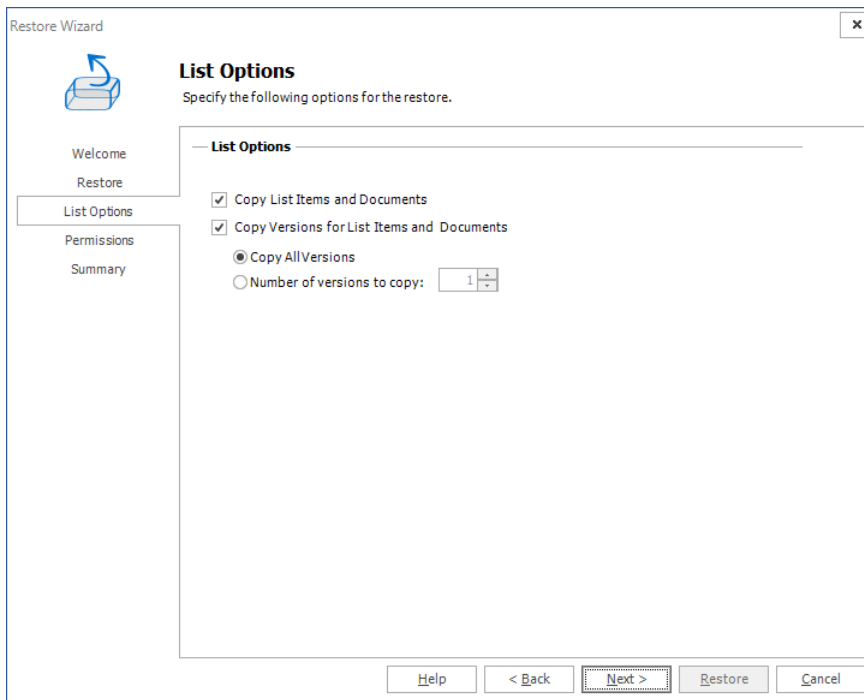 Restore Wizard
List Options
Specify the following options for the restore.
Welcome
Restore
List Options
Permissions
Summary
List Options
Copy List Items and Documents
Copy Versions for List Items and Documents
Copy All Versions
Number of versions to copy: 1
Help < Back Next > Restore Cancel